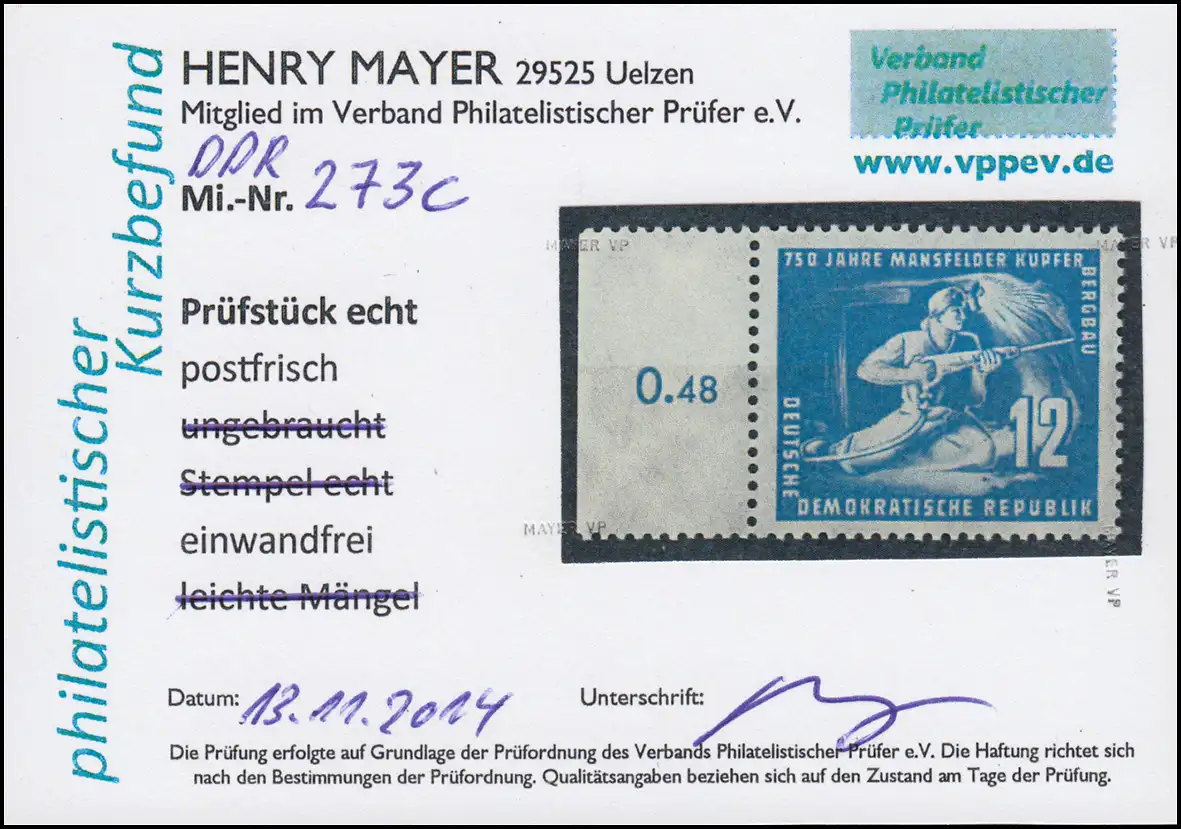 philatelistischer
Kurzbefund
HENRY MAYER 29525 Uelzen
Mitglied im Verband Philatelistischer Prüfer e.V.
Verband
Philatelistischer
Prüfer
www.vppev.de
DDR
Mi.-Nr. 273c
Prüfstück echt
postfrisch
ungebraucht
Stempel echt
einwandfrei
leichte Mängel
MAYER VP
MAYER VP
750 JAHRE MANSFELDER KUPFER
BERGBAU
0.48
12
DEUTSCHE
DEMOKRATISCHE REPUBLIK
MAYER VP
MAYER VP
Datum: 13.11.2014
Unterschrift:
Die Prüfung erfolgte auf Grundlage der Prüfordnung des Verbands Philatelistischer Prüfer e.V. Die Haftung richtet sich
nach den Bestimmungen der Prüfordnung. Qualitätsangaben beziehen sich auf den Zustand am Tage der Prüfung.